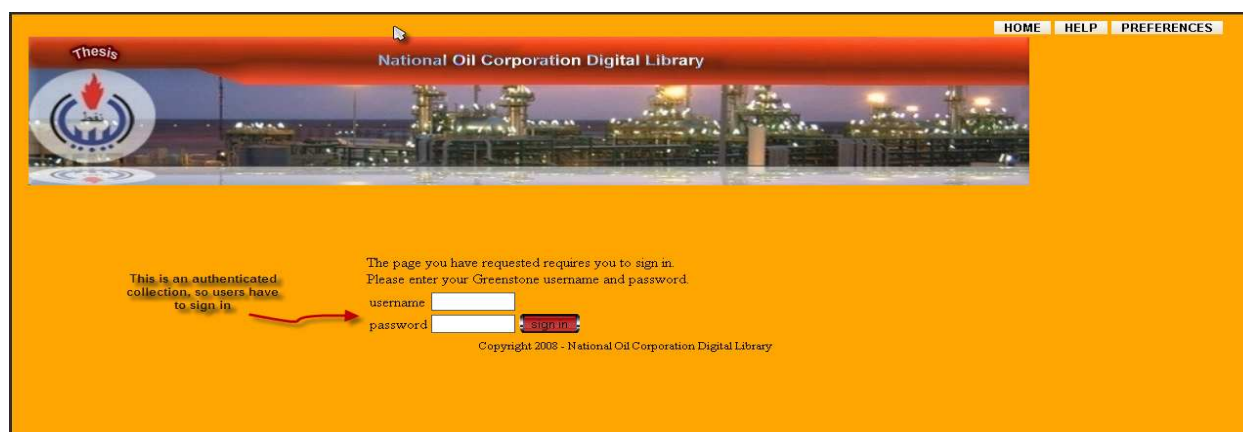 HOME HELP PREFERENCES
Thesis
National Oil Corporation Digital Library
نفط
The page you have requested requires you to sign in.
Please enter your Greenstone username and password.
This is an authenticated
collection, so users have
to sign in
username
password sign in
Copyright 2008 - National Oil Corporation Digital Library